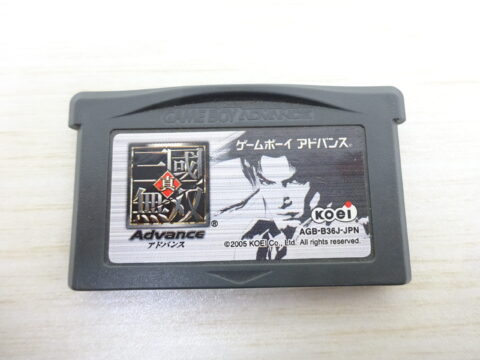 GAME BOY ADVANCE
ゲームボーイ アドバンス®
真・三國無双®
Advance
アドバンス
KOEI
AGB-B36J-JPN
©2005 KOEI Co., Ltd. All rights reserved.